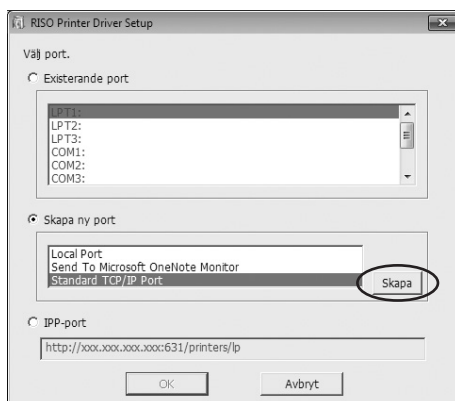 RISO Printer Driver Setup
Välj port.
Existerande port
LPT1:
LPT2:
LPT3:
COM1:
COM2:
COM3:
Skapa ny port
Local Port
Send To Microsoft OneNote Monitor
Standard TCP/IP Port
Skapa
IPP-port
http://xxx.xxx.xxx.xxx:631/printers/lp
OK
Avbryt